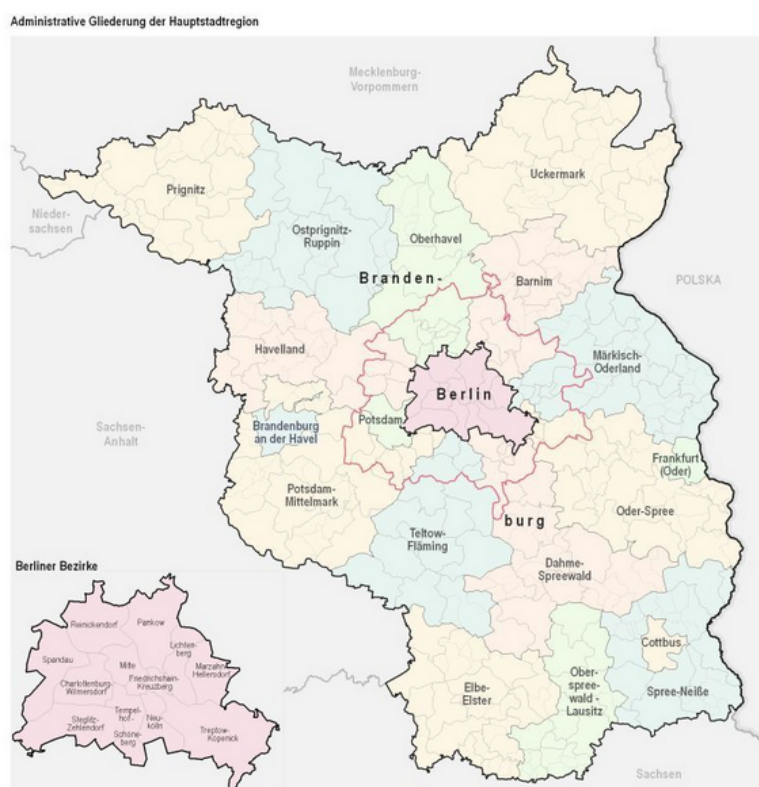 Administrative Gliederung der Hauptstadtregion
Mecklenburg-
Vorpommern
Uckermark
Prignitz
Nieder-
sachsen
Ostprignitz-
Ruppin
Oberhavel
Branden-
Barnim
POLSKA
Havelland
Märkisch-
Oderland
Berlin
Sachsen-
Anhalt
Brandenburg
an der Havel
Potsdam
Frankfurt
(Oder)
Potsdam-
Mittelmark
Oder-Spree
burg
Teltow-
Fläming
Dahme-
Spreewald
Cottbus
Elbe-
Elster
Ober
spree
wald -
Lausitz
Spree-Neiße
Sachsen
Berliner Bezirke
Reinickendorf
Pankow
Lichten-
berg
Spandau
Mitte
Marzahn
Hellersdorf
Charlottenburg-
Wilmersdorf
Friedrichshain-
Kreuzberg
Steglitz-
Zehlendorf
Tempel-
hof-
Schöne-
berg
Neu-
kölln
Treptow-
Köpenick